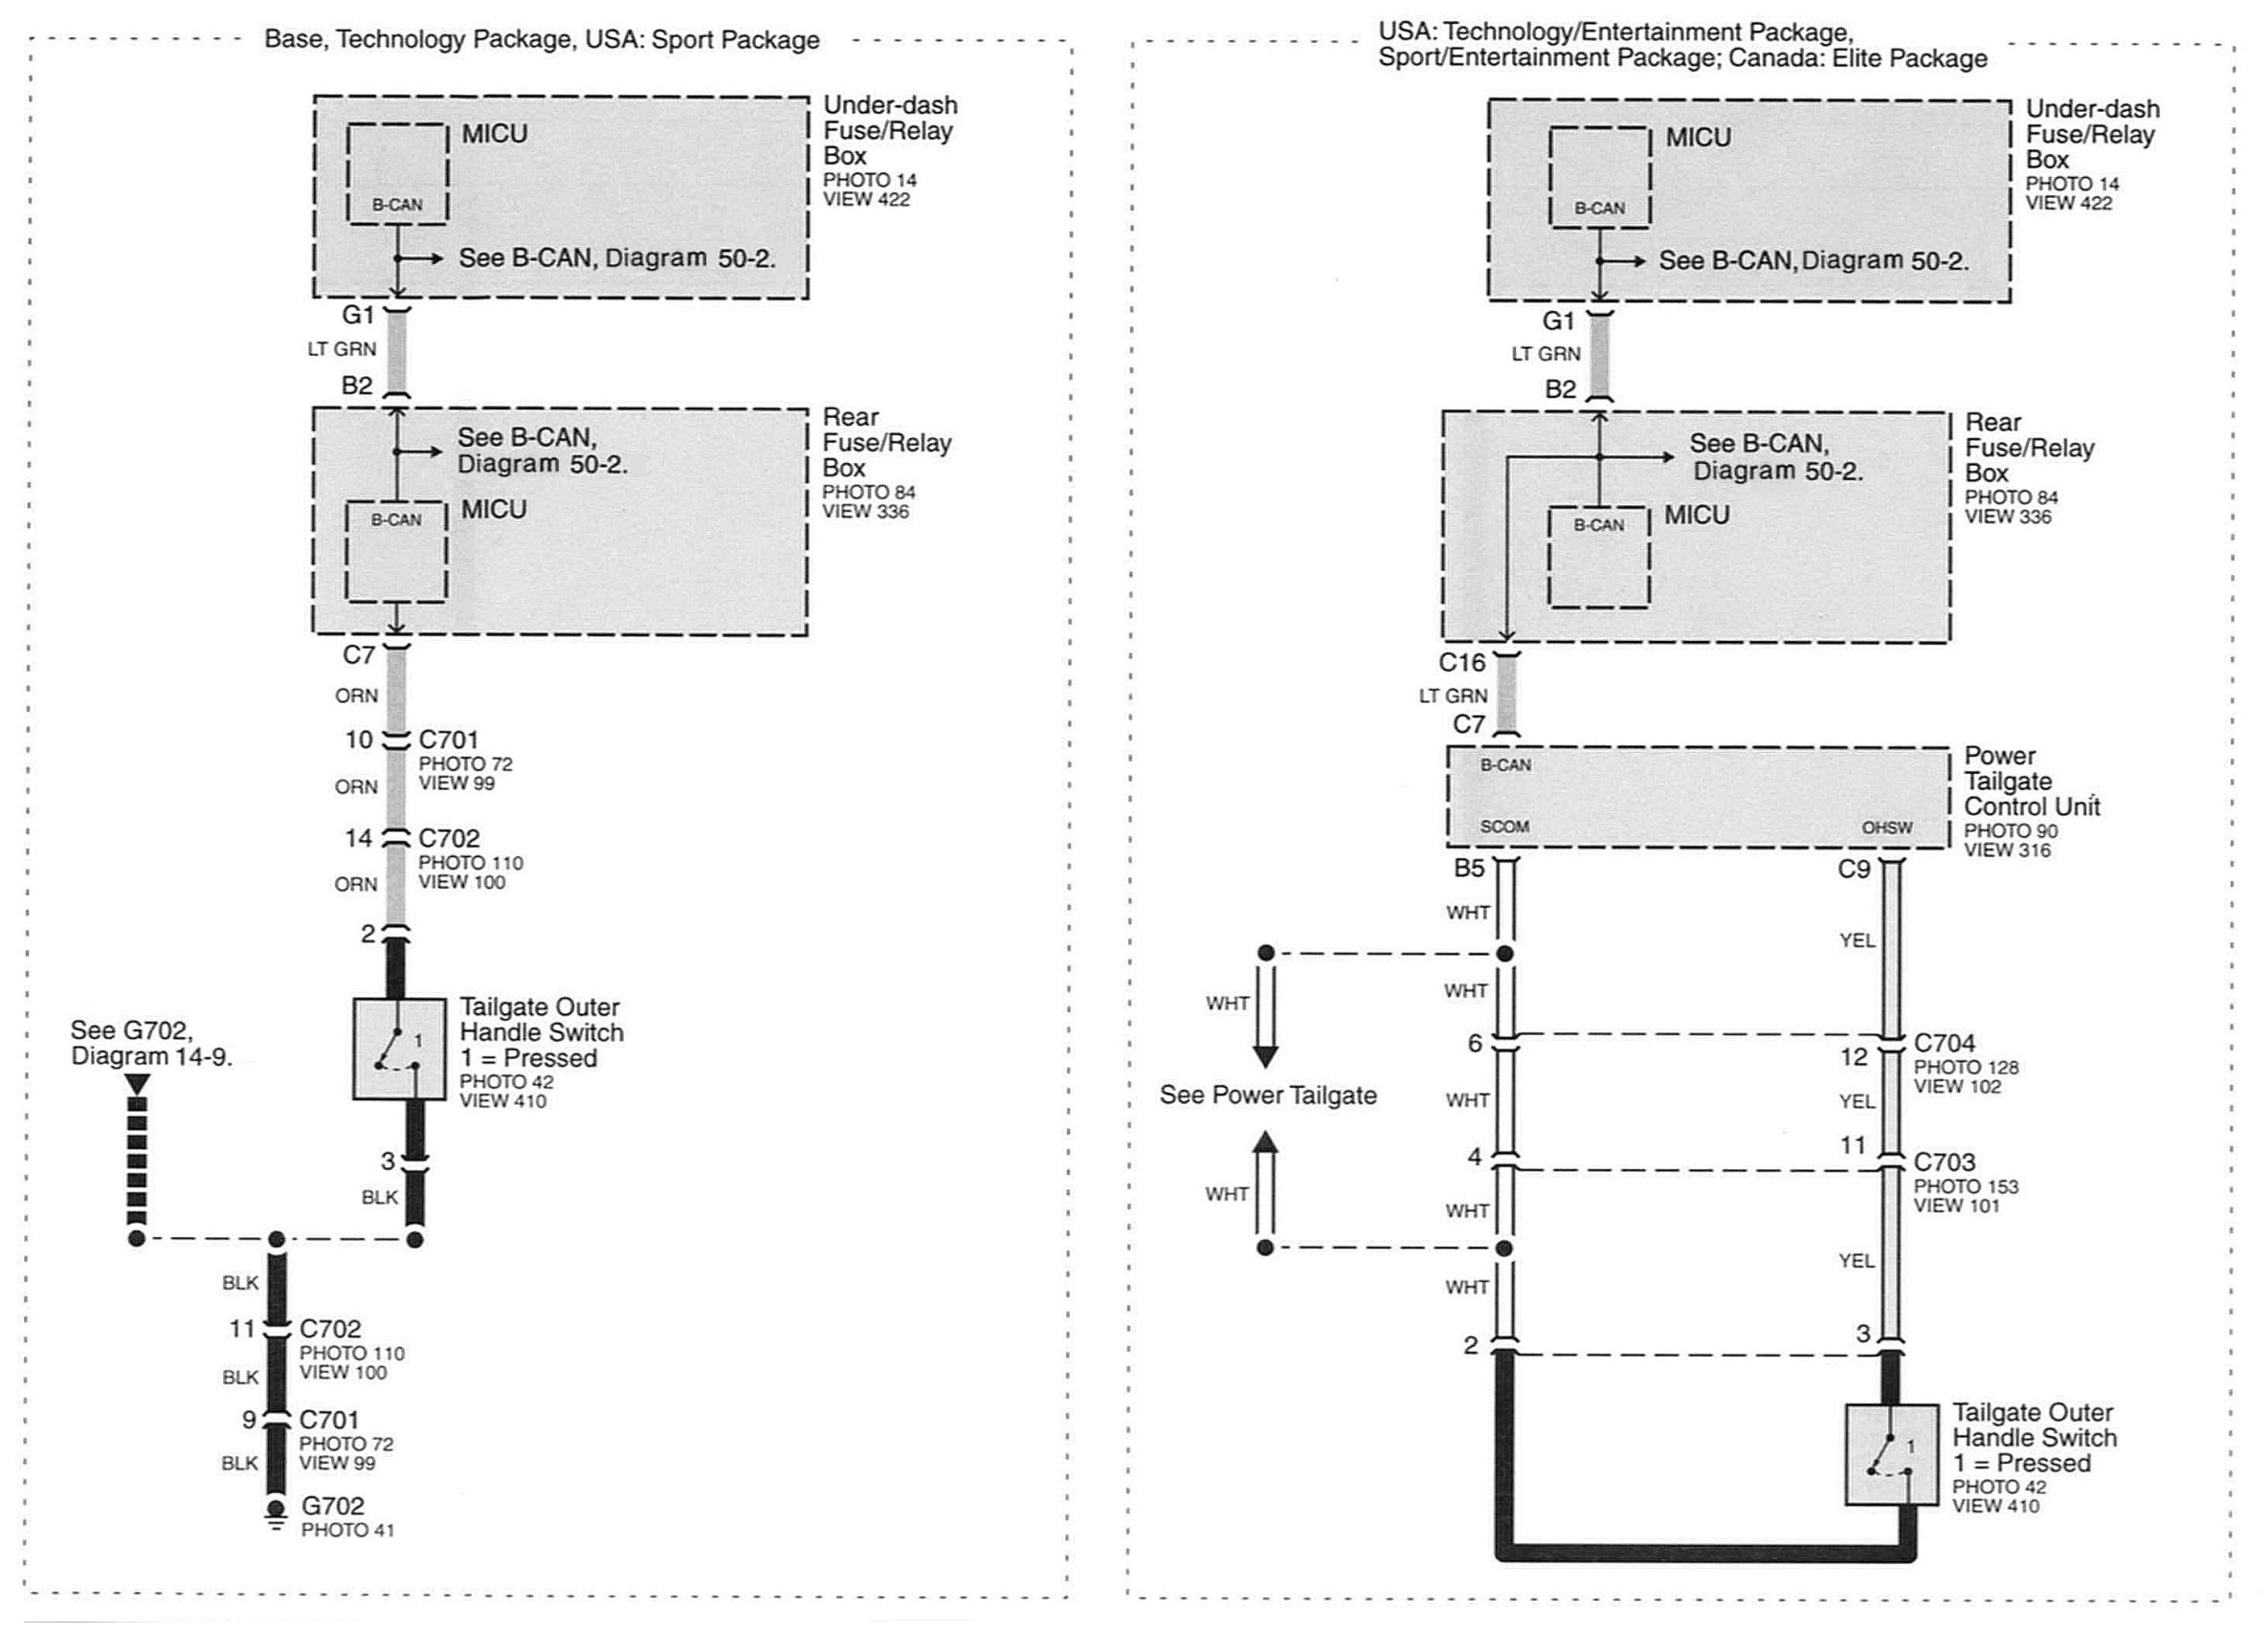 Base, Technology Package, USA: Sport Package
MICU
B-CAN
See B-CAN, Diagram 50-2.
Under-dash
Fuse/Relay
Box
PHOTO 14
VIEW 422
G1
LT GRN
B2
See B-CAN,
Diagram 50-2.
B-CAN
MICU
Rear
Fuse/Relay
Box
PHOTO 84
VIEW 336
C7
ORN
10
C701
PHOTO 72
VIEW 99
ORN
14
C702
PHOTO 110
VIEW 100
ORN
2
Tailgate Outer
Handle Switch
1 = Pressed
PHOTO 42
VIEW 410
1
See G702,
Diagram 14-9.
3
BLK
BLK
11
C702
PHOTO 110
VIEW 100
BLK
9
C701
PHOTO 72
VIEW 99
BLK
G702
PHOTO 41
USA: Technology/Entertainment Package,
Sport/Entertainment Package; Canada: Elite Package
MICU
B-CAN
See B-CAN, Diagram 50-2.
Under-dash
Fuse/Relay
Box
PHOTO 14
VIEW 422
G1
LT GRN
B2
See B-CAN,
Diagram 50-2.
B-CAN
MICU
Rear
Fuse/Relay
Box
PHOTO 84
VIEW 336
C16
LT GRN
C7
B-CAN
SCOM
OHSW
Power
Tailgate
Control Unit
PHOTO 90
VIEW 316
B5
C9
WHT
YEL
WHT
WHT
6
12
C704
PHOTO 128
VIEW 102
See Power Tailgate
WHT
YEL
4
11
C703
PHOTO 153
VIEW 101
WHT
WHT
YEL
WHT
2
3
Tailgate Outer
Handle Switch
1 = Pressed
PHOTO 42
VIEW 410
1